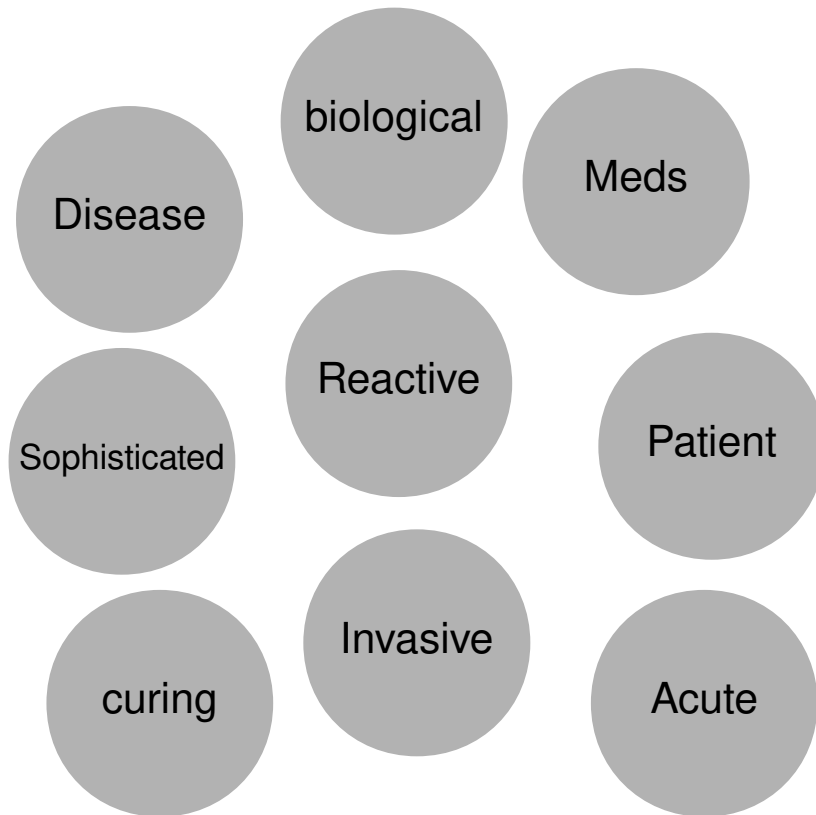 biological
Meds
Disease
Reactive
Patient
Sophisticated
Invasive
curing
Acute